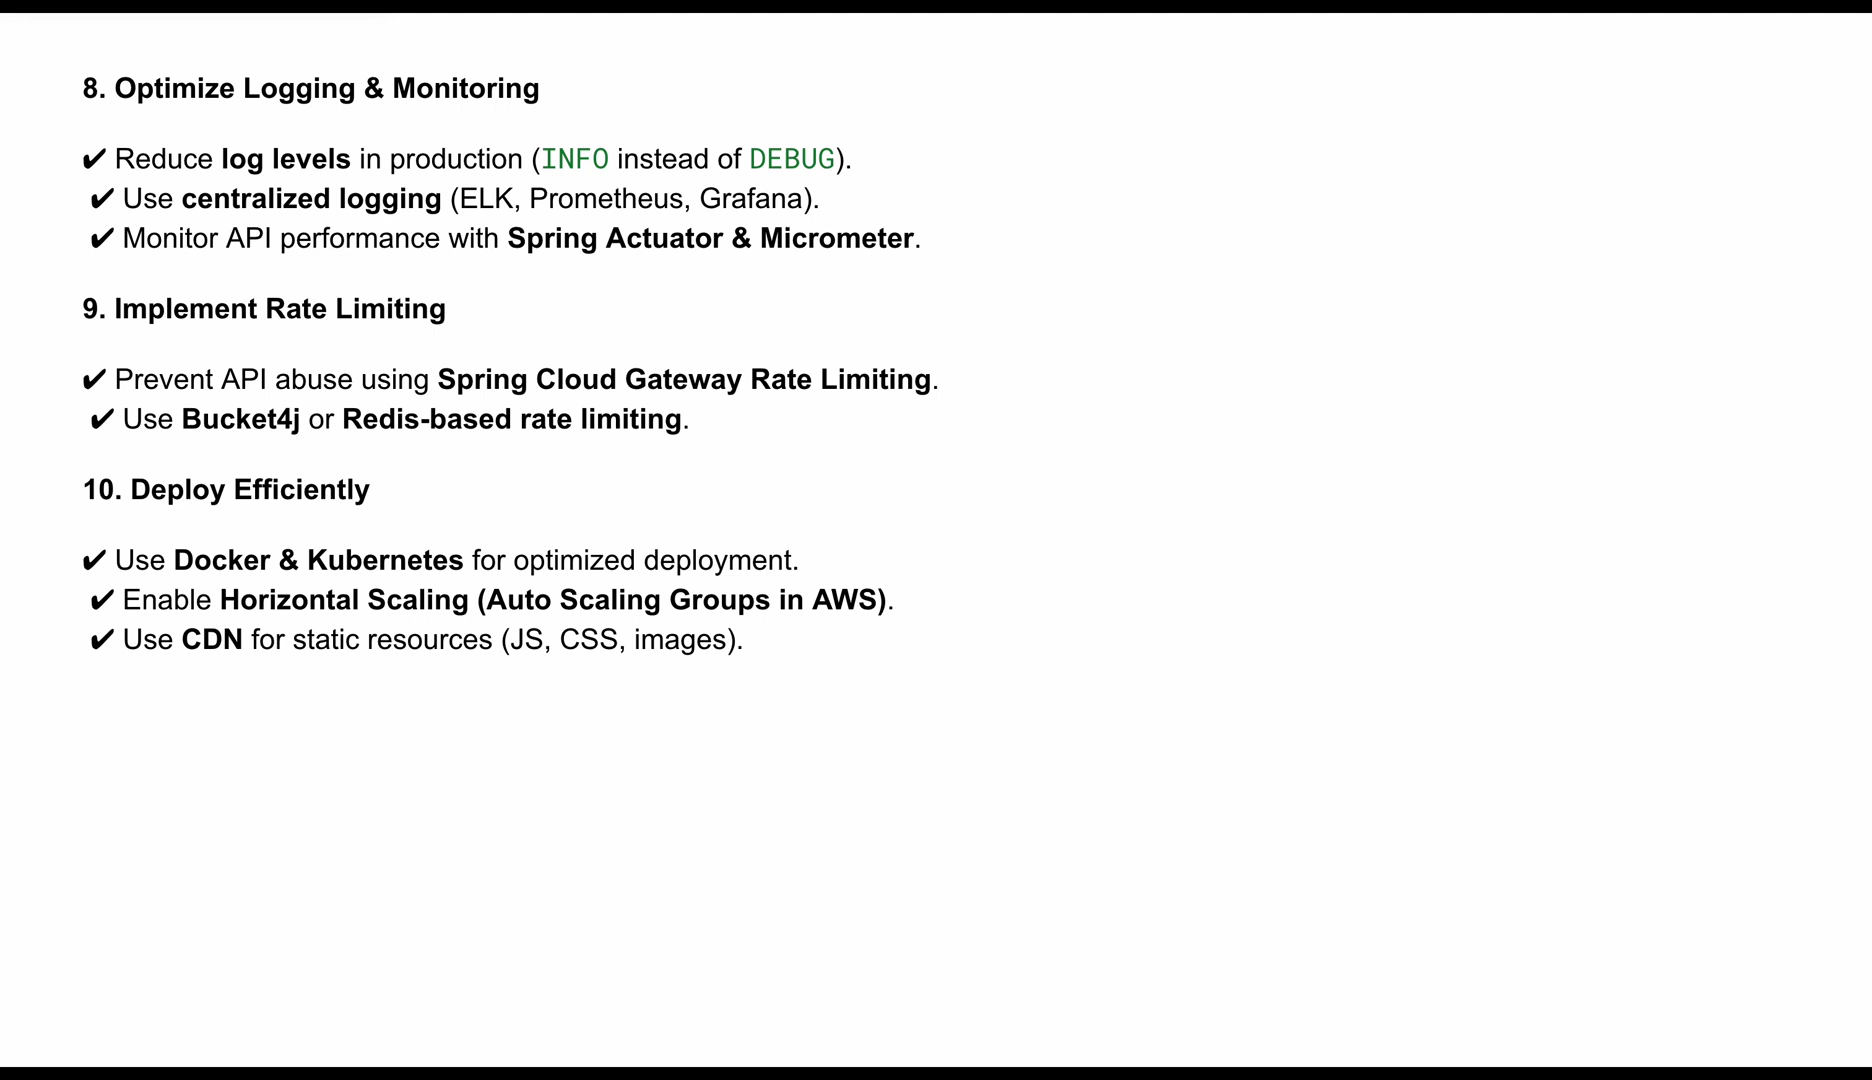 8. Optimize Logging & Monitoring
✔ Reduce log levels in production (INFO instead of DEBUG).
✔ Use centralized logging (ELK, Prometheus, Grafana).
✔ Monitor API performance with Spring Actuator & Micrometer.
9. Implement Rate Limiting
✔ Prevent API abuse using Spring Cloud Gateway Rate Limiting.
✔ Use Bucket4j or Redis-based rate limiting.
10. Deploy Efficiently
✔ Use Docker & Kubernetes for optimized deployment.
✔ Enable Horizontal Scaling (Auto Scaling Groups in AWS).
✔ Use CDN for static resources (JS, CSS, images).